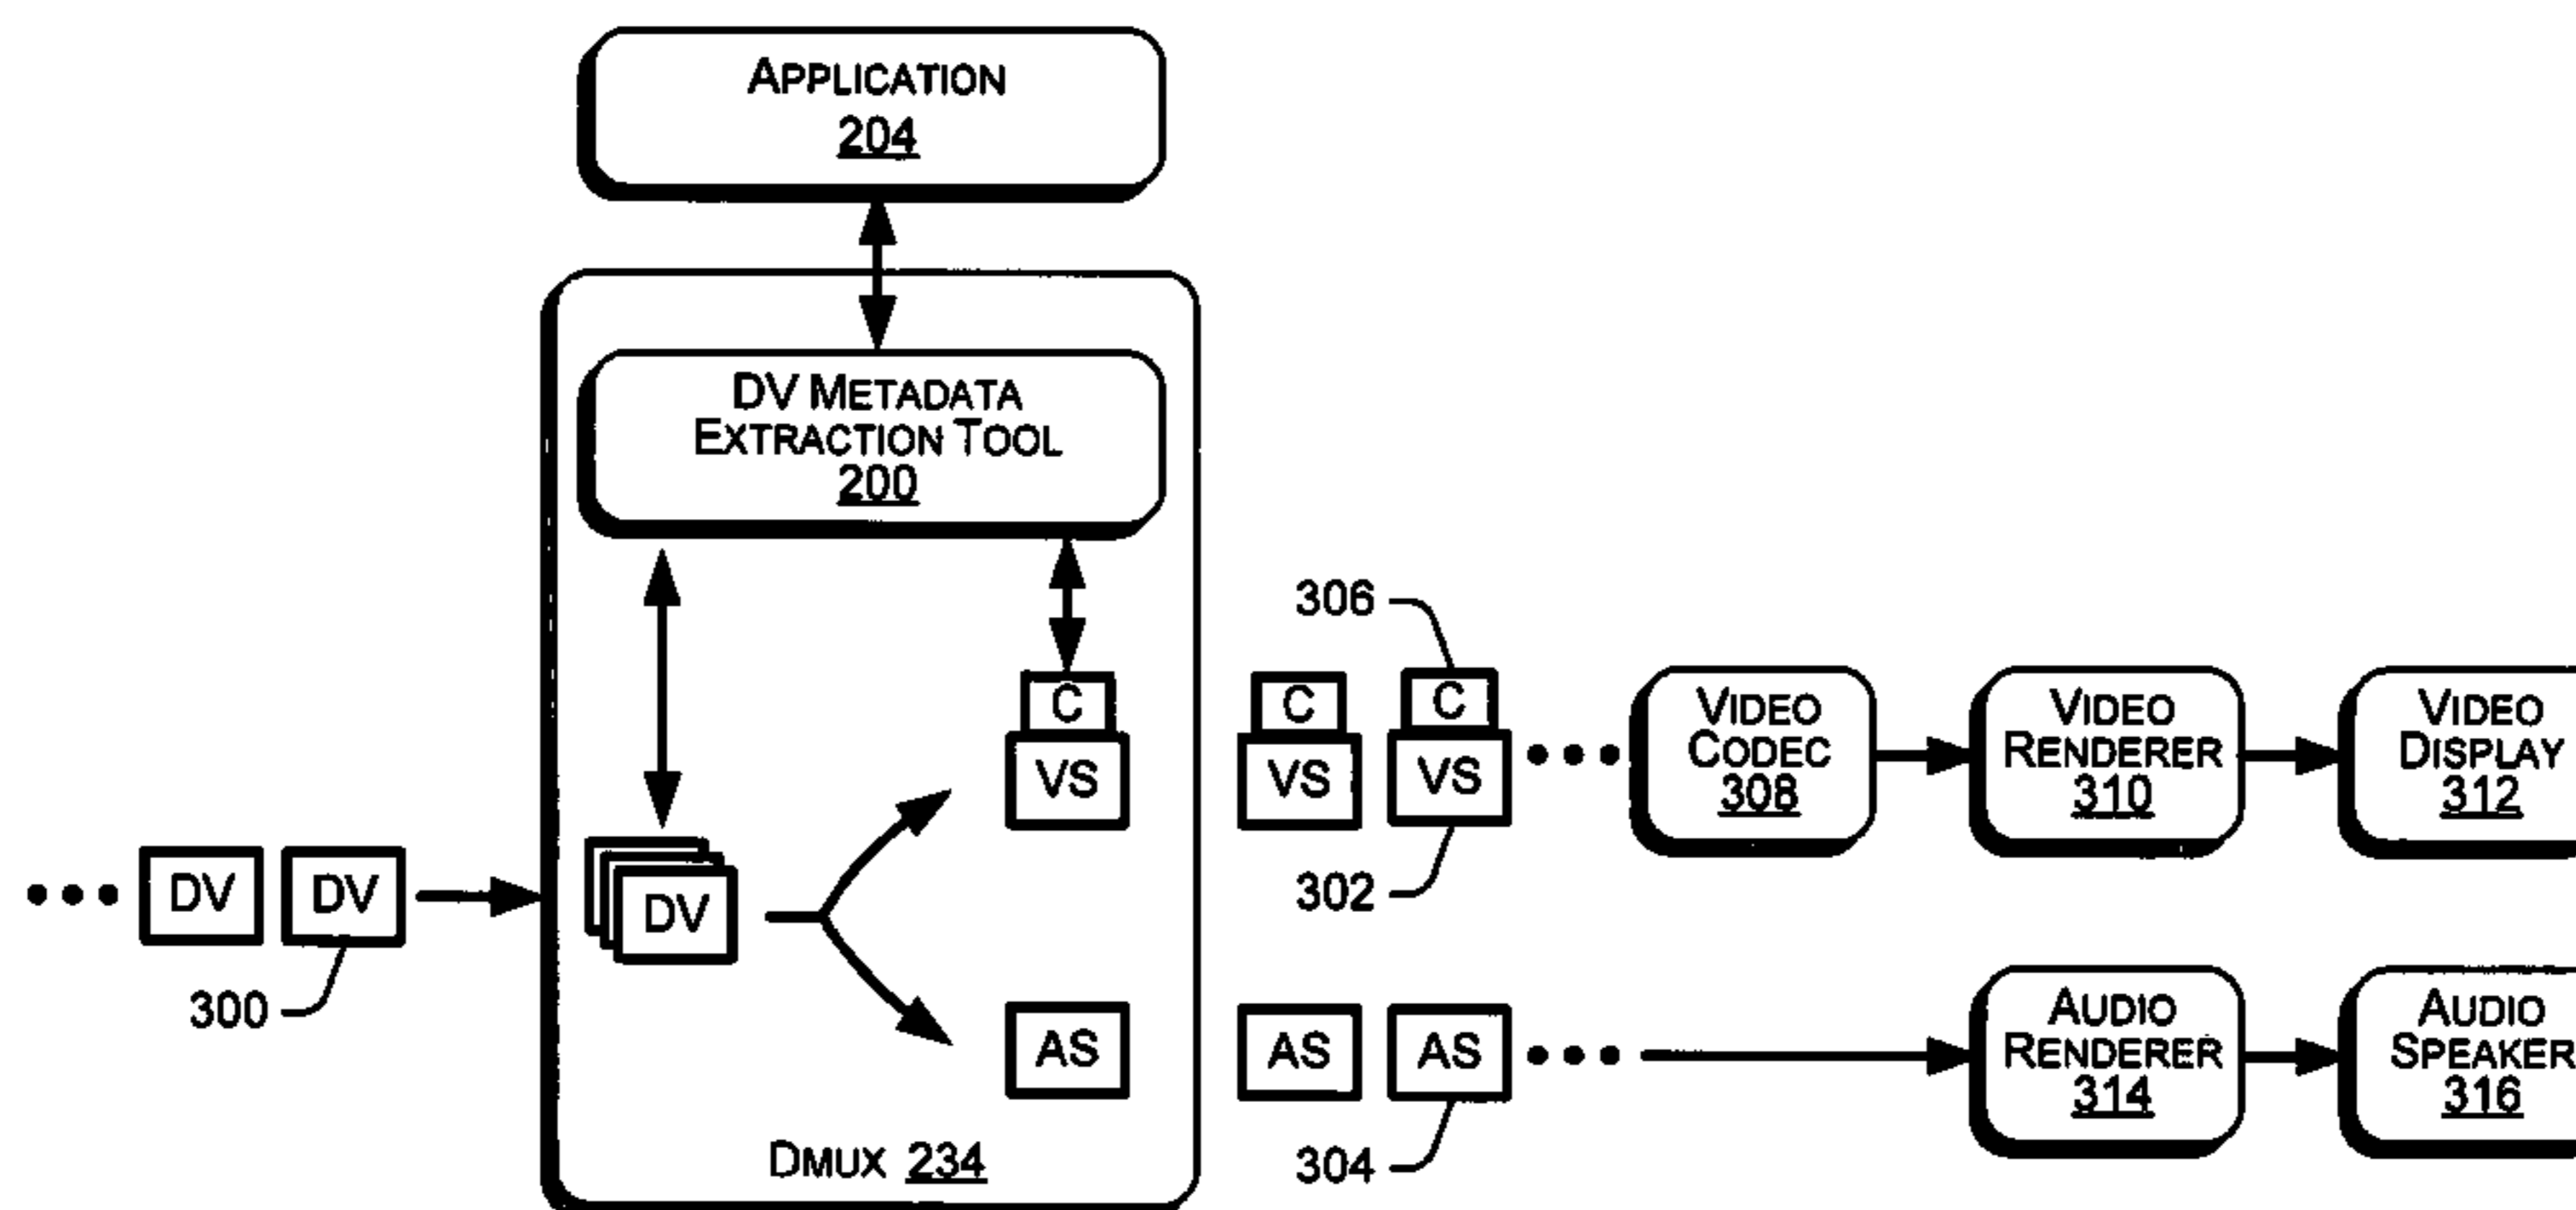 APPLICATION
204
DV METADATA
EXTRACTION TOOL
200
306
C
C
C
VIDEO
CODEC
308
VIDEO
RENDERER
310
VIDEO
DISPLAY
312
VS
VS
VS
302
DV
DV
DV
300
AS
AS
AS
AUDIO
RENDERER
314
AUDIO
SPEAKER
316
304
DMUX 234